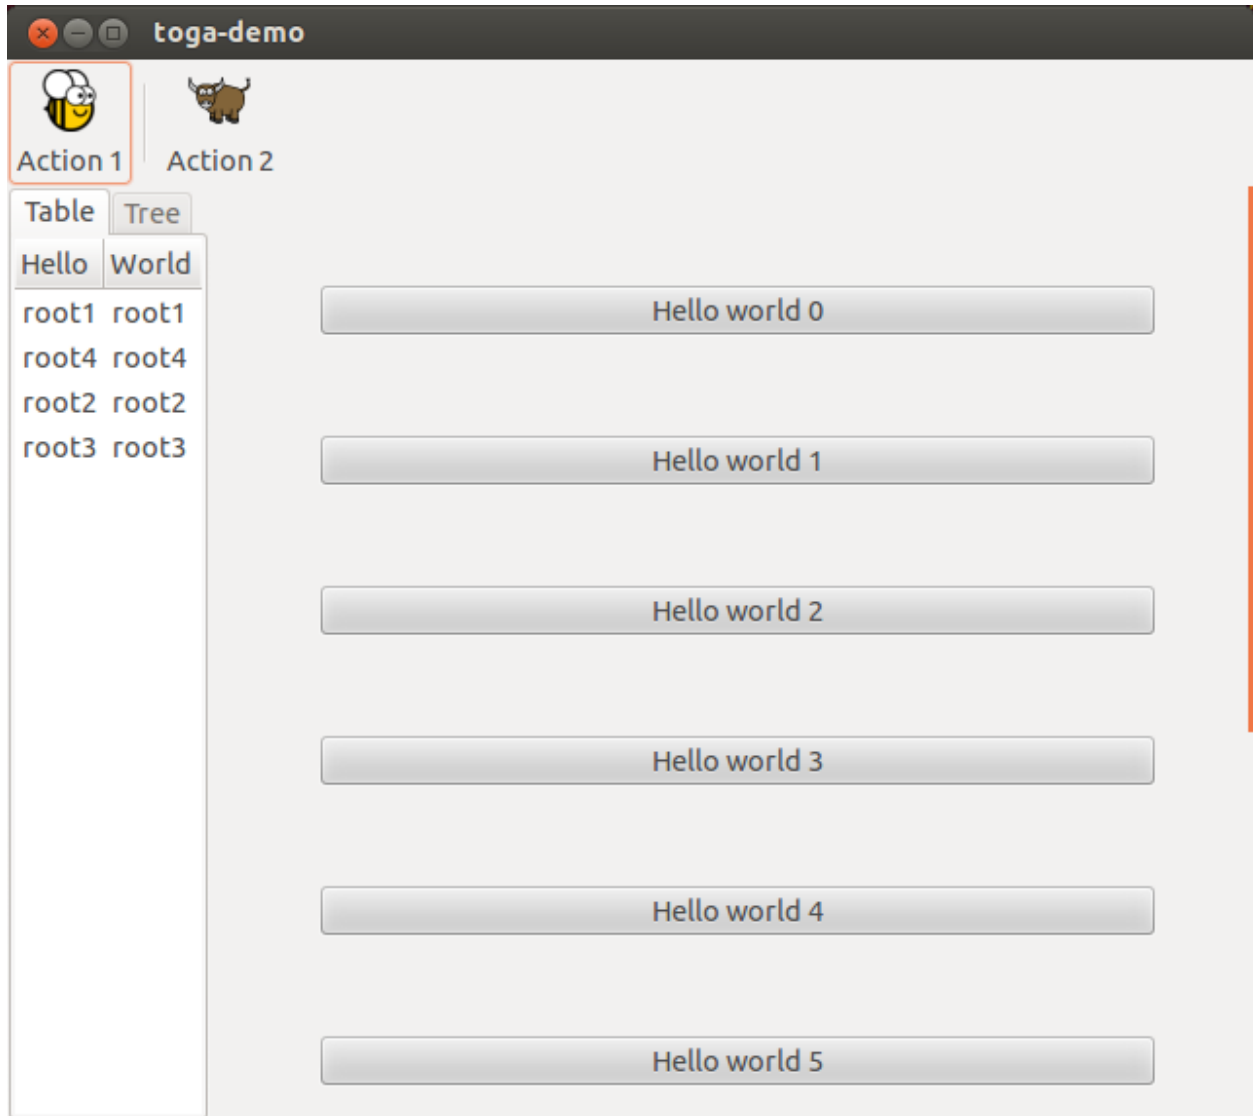 toga-demo
Action 1 Action 2
Table Tree
Hello World
root1 root1
root4 root4
root2 root2
root3 root3
Hello world 0
Hello world 1
Hello world 2
Hello world 3
Hello world 4
Hello world 5